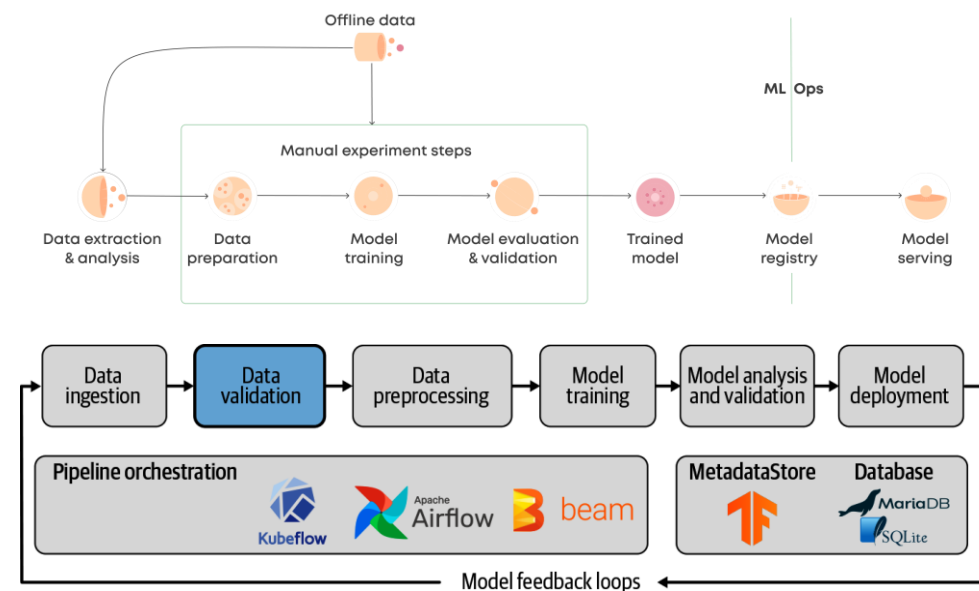 Offline data
ML Ops
Manual experiment steps
Data extraction
& analysis
Data
preparation
Model
training
Model evaluation
& validation
Trained
model
Model
registry
Model
serving
Data
ingestion
Data
validation
Data
preprocessing
Model
training
Model analysis
and validation
Model
deployment
Pipeline orchestration
Kubeflow
Apache
Airflow
beam
MetadataStore
Database
MariaDB
SQLite
Model feedback loops